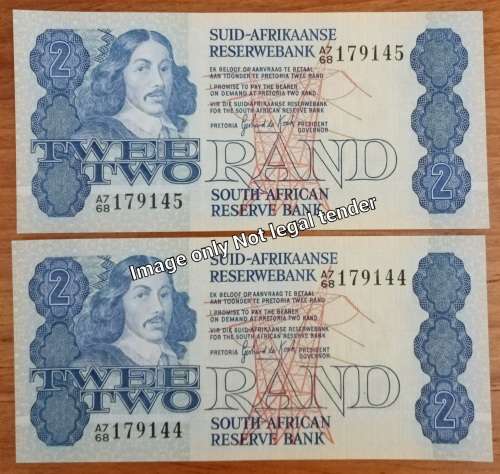 SUID-AFRIKAANSE
RESERWEBANK A7/68 179145
2
EK BELOOF OP AANVRAAG TE BETAAL
AAN TOONDER TE PRETORIA TWEE RAND
I PROMISE TO PAY THE BEARER
ON DEMAND AT PRETORIA TWO RAND
VIR DIE SUID-AFRIKAANSE RESERWEBANK
FOR THE SOUTH AFRICAN RESERVE BANK
PRETORIA PRESIDENT
GOVERNOR
TWEE
TWO RAND
2
A7/68 179145
SOUTH AFRICAN
RESERVE BANK
Image only Not legal tender
SUID-AFRIKAANSE
RESERWEBANK A7/68 179144
2
EK BELOOF OP AANVRAAG TE BETAAL
AAN TOONDER TE PRETORIA TWEE RAND
I PROMISE TO PAY THE BEARER
ON DEMAND AT PRETORIA TWO RAND
VIR DIE SUID-AFRIKAANSE RESERWEBANK
FOR THE SOUTH AFRICAN RESERVE BANK
PRETORIA PRESIDENT
GOVERNOR
TWEE
TWO RAND
2
A7/68 179144
SOUTH AFRICAN
RESERVE BANK